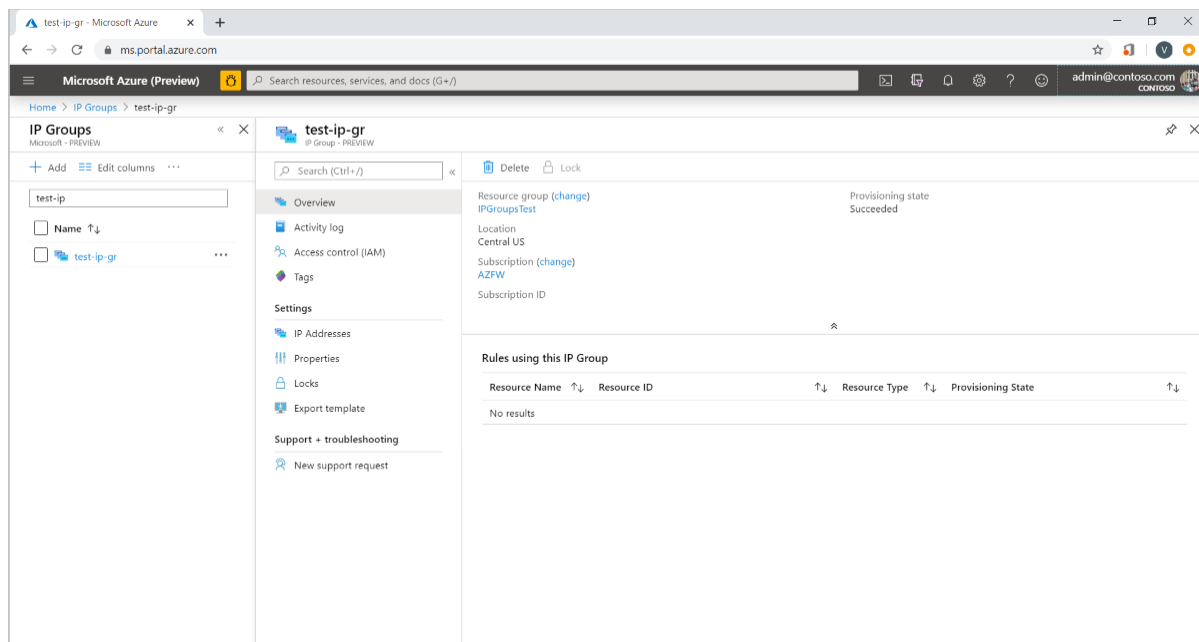 test-ip-gr - Microsoft Azure
ms.portal.azure.com
V
Microsoft Azure (Preview)
Search resources, services, and docs (G+/)
admin@contoso.com
CONTOSO
Home > IP Groups > test-ip-gr
IP Groups
Microsoft - PREVIEW
Add Edit columns ...
test-ip
Name ↑↓
test-ip-gr ...
test-ip-gr
IP Group - PREVIEW
Search (Ctrl+/)
Overview
Activity log
Access control (IAM)
Tags
Settings
IP Addresses
Properties
Locks
Export template
Support + troubleshooting
New support request
Delete Lock
Resource group (change)
IPGroupsTest
Location
Central US
Subscription (change)
AZFW
Subscription ID
Provisioning state
Succeeded
Rules using this IP Group
Resource Name ↑↓ Resource ID ↑↓ Resource Type ↑↓ Provisioning State ↑↓
No results